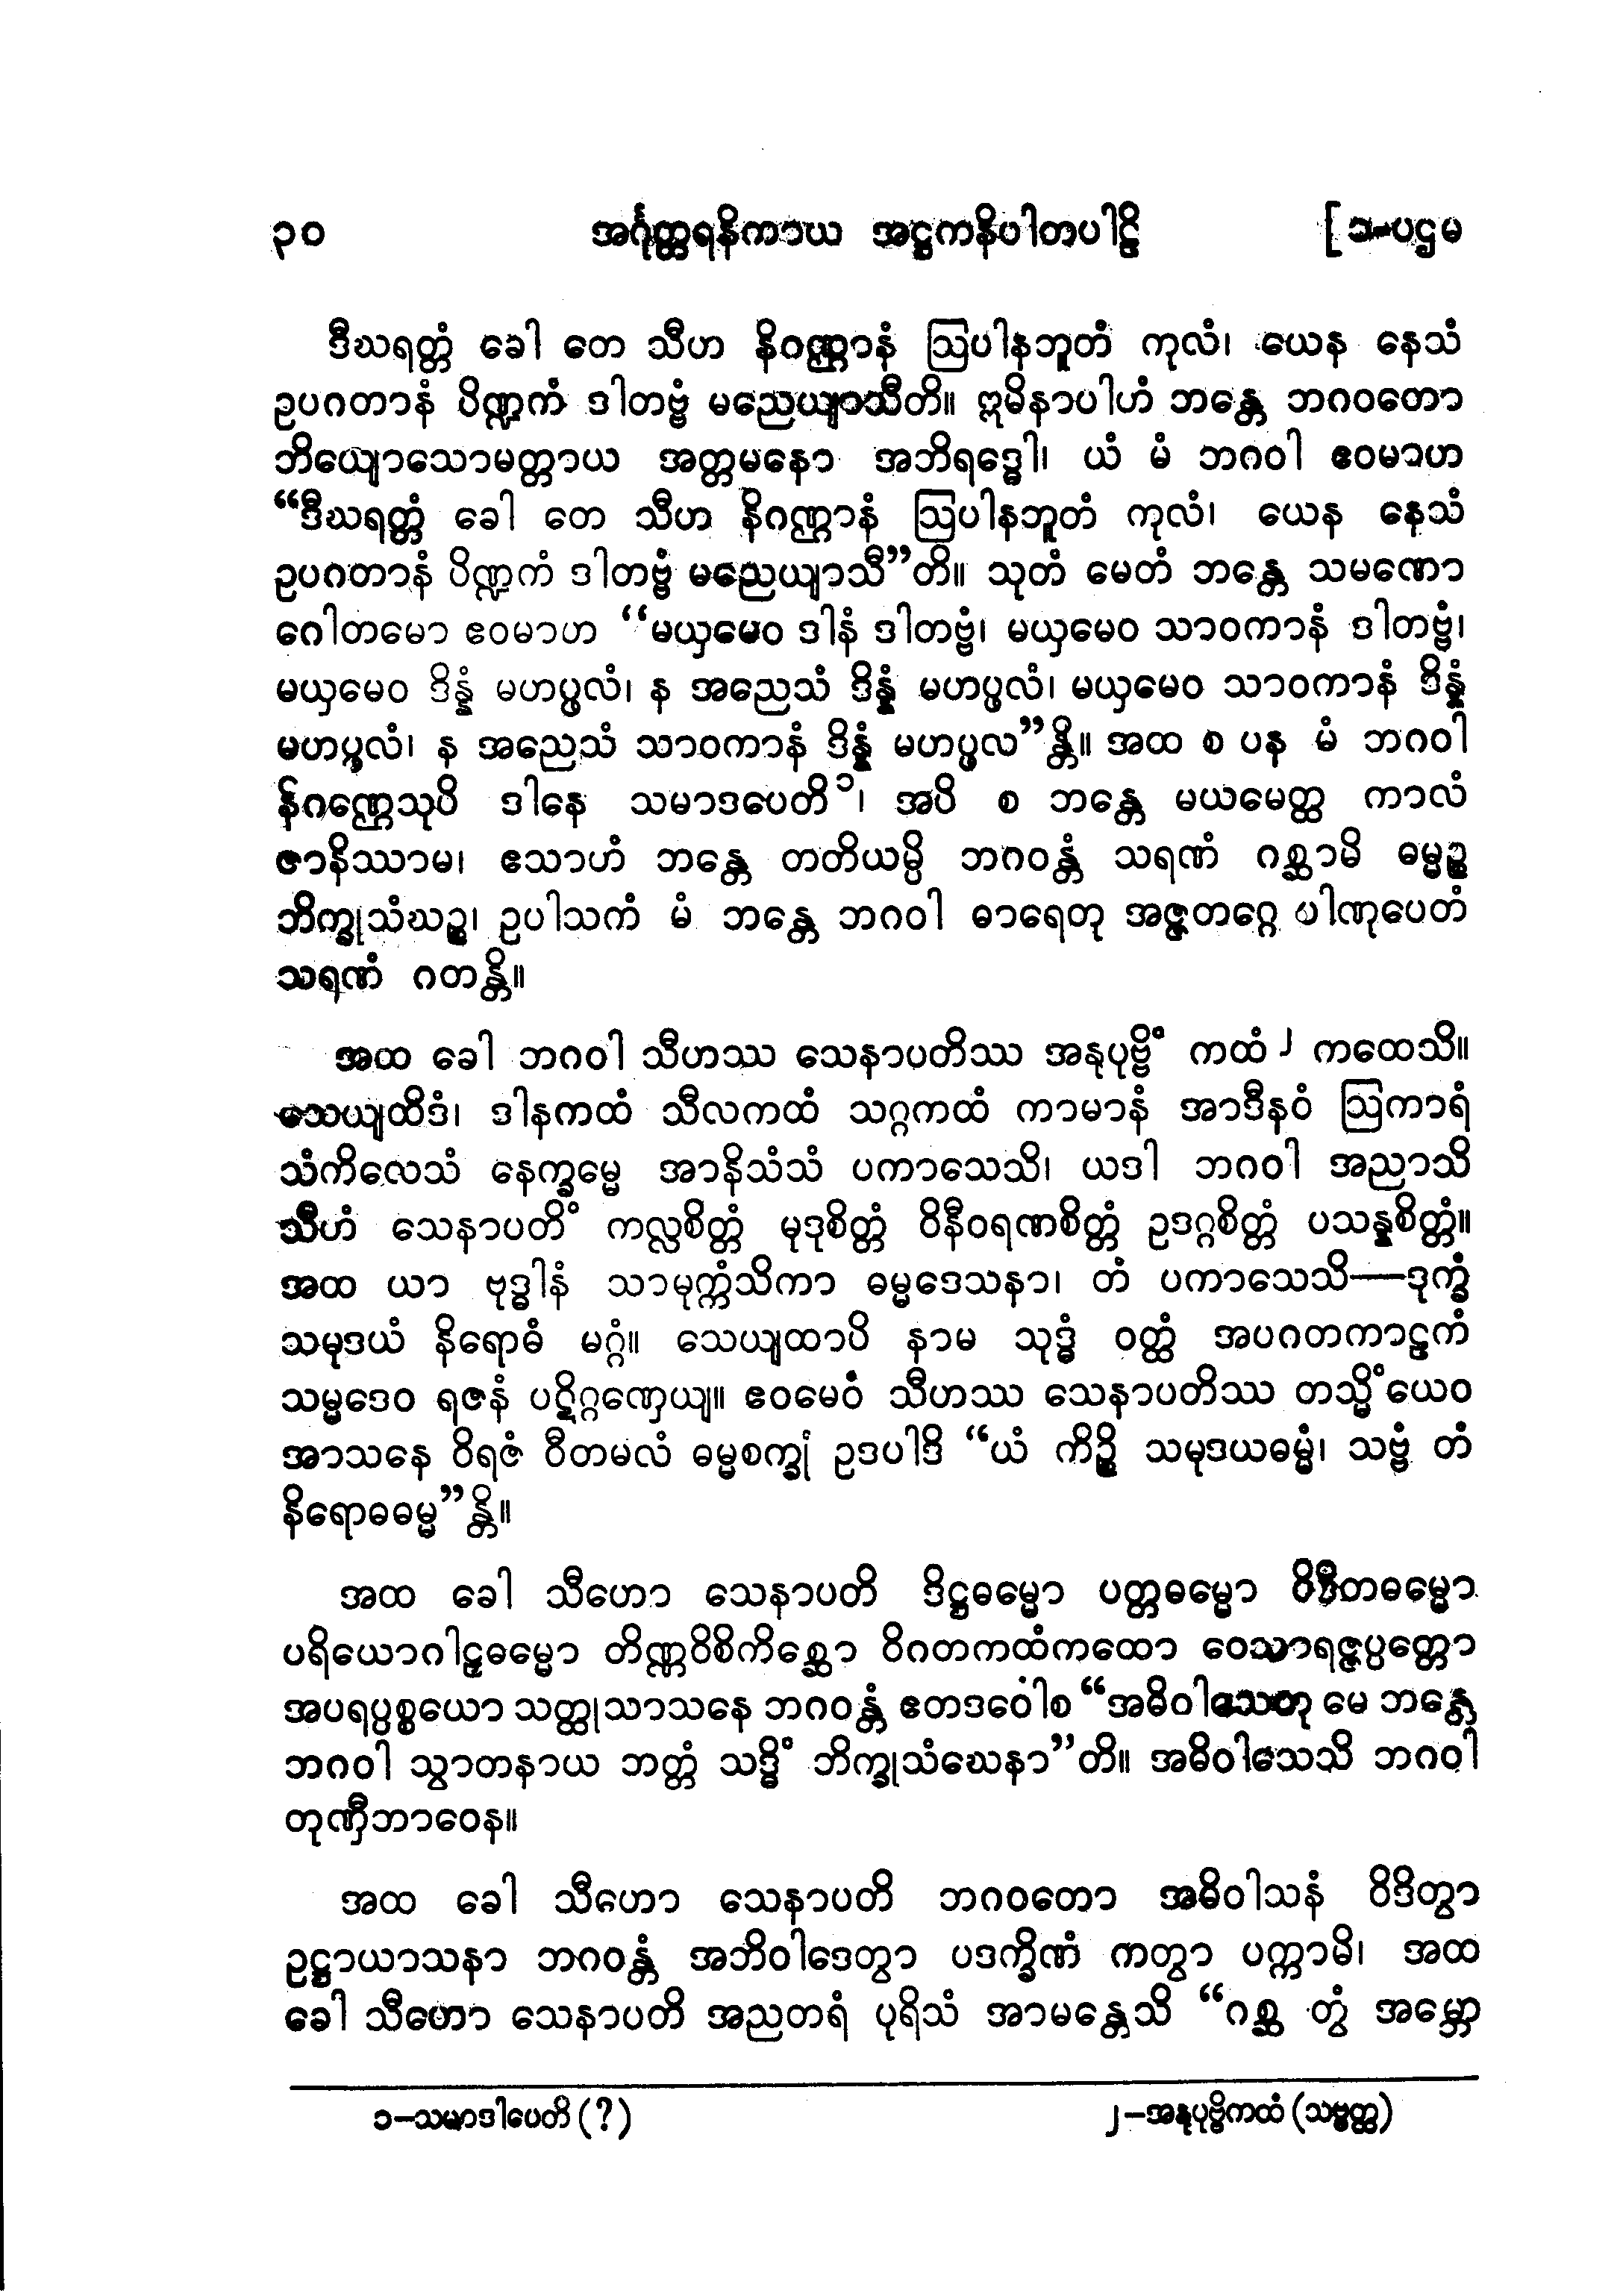 ၃၀ အင်္ဂုတ္တရနိကာယ အဋ္ဌကနိပါတပါဠိ [၁-ပဌမ
ဒီဃရတ္တံ ခေါ တေ သီဟ နိဂဏ္ဌာနံ ဩပါနဘူတံ ကုလံ၊ ယေန နေသံ
ဥပဂတာနံ ပိဏ္ဍကံ ဒါတဗ္ဗံ မညေယျာသီတိ။ ဣမိနာပါဟံ ဘန္တေ ဘဂဝတော
ဘိယျောသောမတ္တာယ အတ္တမနော အဘိရဒ္ဓေါ၊ ယံ မံ ဘဂဝါ ဧဝမာဟ
“ဒီဃရတ္တံ ခေါ တေ သီဟ နိဂဏ္ဌာနံ ဩပါနဘူတံ ကုလံ၊ ယေန နေသံ
ဥပဂတာနံ ပိဏ္ဍကံ ဒါတဗ္ဗံ မညေယျာသီ”တိ။ သုတံ မေတံ ဘန္တေ သမဏော
ဂေါတမော ဧဝမာဟ “မယှမေဝ ဒါနံ ဒါတဗ္ဗံ၊ မယှမေဝ သာဝကာနံ ဒါတဗ္ဗံ၊
မယှမေဝ ဒိန္နံ မဟပ္ဖလံ၊ န အညေသံ ဒိန္နံ မဟပ္ဖလံ၊ မယှမေဝ သာဝကာနံ ဒိန္နံ
မဟပ္ဖလံ၊ န အညေသံ သာဝကာနံ ဒိန္နံ မဟပ္ဖလ”န္တိ။ အထ စ ပန မံ ဘဂဝါ
နိဂဏ္ဌေသုပိ ဒါနေ သမာဒပေတိ၁၊ အပိ စ ဘန္တေ မယမေတ္ထ ကာလံ
ဇာနိဿာမ၊ ဧသာဟံ ဘန္တေ တတိယမ္ပိ ဘဂဝန္တံ သရဏံ ဂစ္ဆာမိ ဓမ္မဉ္စ
ဘိက္ခုသံဃဉ္စ၊ ဥပါသကံ မံ ဘန္တေ ဘဂဝါ ဓာရေတု အဇ္ဇတဂ္ဂေ ပါဏုပေတံ
သရဏံ ဂတန္တိ။
အထ ခေါ ဘဂဝါ သီဟဿ သေနာပတိဿ အနုပုဗ္ဗိံ ကထံ၂ ကထေသိ။
သေယျထိဒံ၊ ဒါနကထံ သီလကထံ သဂ္ဂကထံ ကာမာနံ အာဒီနဝံ ဩကာရံ
သံကိလေသံ နေက္ခမ္မေ အာနိသံသံ ပကာသေသိ၊ ယဒါ ဘဂဝါ အညာသိ
သီဟံ သေနာပတိံ ကလ္လစိတ္တံ မုဒုစိတ္တံ ဝိနီဝရဏစိတ္တံ ဥဒဂ္ဂစိတ္တံ ပသန္နစိတ္တံ။
အထ ယာ ဗုဒ္ဓါနံ သာမုက္ကံသိကာ ဓမ္မဒေသနာ၊ တံ ပကာသေသိ—ဒုက္ခံ
သမုဒယံ နိရောဓံ မဂ္ဂံ။ သေယျထာပိ နာမ သုဒ္ဓံ ဝတ္ထံ အပဂတကာဠကံ
သမ္မဒေဝ ရဇနံ ပဋိဂ္ဂဏှေယျ။ ဧဝမေဝံ သီဟဿ သေနာပတိဿ တသ္မိံယေဝ
အာသနေ ဝိရဇံ ဝီတမလံ ဓမ္မစက္ခုံ ဥဒပါဒိ “ယံ ကိဉ္စိ သမုဒယဓမ္မံ၊ သဗ္ဗံ တံ
နိရောဓဓမ္မ”န္တိ။
အထ ခေါ သီဟော သေနာပတိ ဒိဋ္ဌဓမ္မော ပတ္တဓမ္မော ဝိဒိတဓမ္မော
ပရိယောဂါဠှဓမ္မော တိဏ္ဏဝိစိကိစ္ဆော ဝိဂတကထံကထော ဝေသာရဇ္ဇပ္ပတ္တော
အပရပ္ပစ္စယော သတ္ထုသာသနေ ဘဂဝန္တံ ဧတဒဝေါစ “အဓိဝါသေတု မေ ဘန္တေ
ဘဂဝါ သွာတနာယ ဘတ္တံ သဒ္ဓိံ ဘိက္ခုသံဃေနာ”တိ။ အဓိဝါသေသိ ဘဂဝါ
တုဏှီဘာဝေန။
အထ ခေါ သီဟော သေနာပတိ ဘဂဝတော အဓိဝါသနံ ဝိဒိတွာ
ဥဋ္ဌာယာသနာ ဘဂဝန္တံ အဘိဝါဒေတွာ ပဒက္ခိဏံ ကတွာ ပက္ကာမိ၊ အထ
ခေါ သီဟော သေနာပတိ အညတရံ ပုရိသံ အာမန္တေသိ “ဂစ္ဆ တွံ အမ္ဘော
၁-သမာဒါပေတိ (?) ၂-အနုပုဗ္ဗိကထံ (သဗ္ဗတ္ထ)